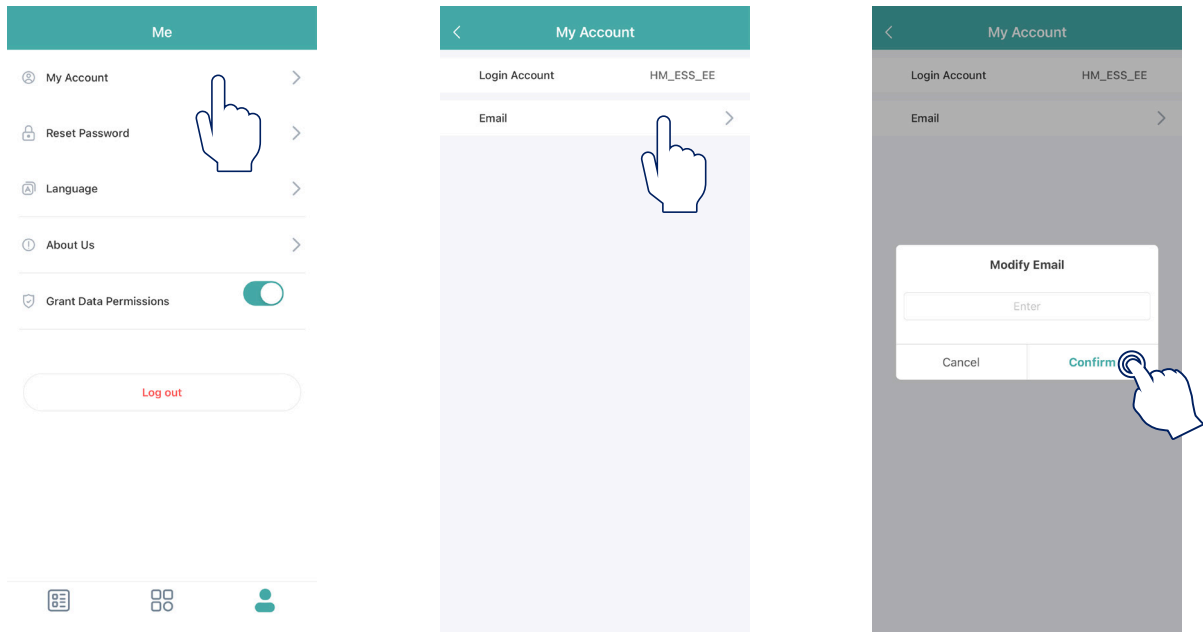 Me
My Account
Reset Password
Language
About Us
Grant Data Permissions
Log out
My Account
Login Account HM_ESS_EE
Email
My Account
Login Account HM_ESS_EE
Email
Modify Email
Enter
Cancel Confirm